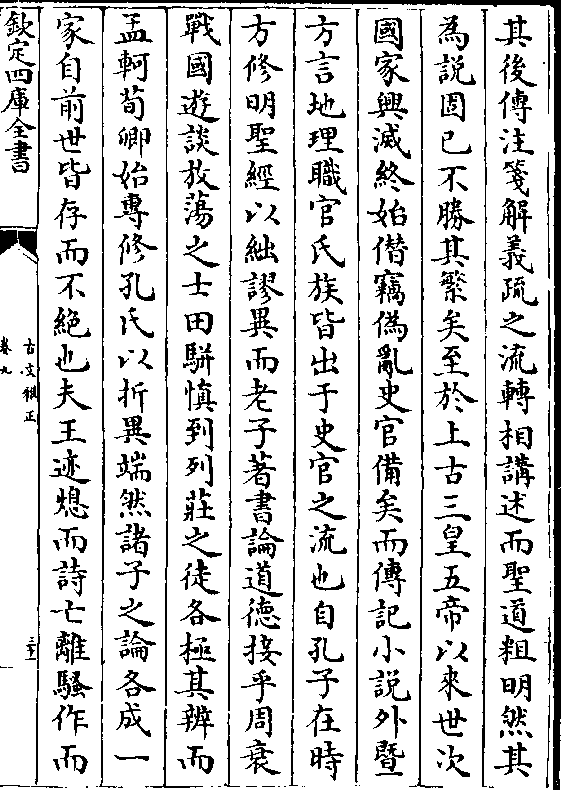 其後傳注箋解義疏之流轉相講述而聖道粗明然其
為說固已不勝其繁矣至於上古三皇五帝以來世次
國家興滅終始僭竊偽亂史官備矣而傳記小說外暨
方言地理職官氏族皆出于史官之流也自孔子在時
方修明聖經以絀謬異而老子著書論道德接乎周衰
戰國遊談放蕩之士田駢慎到列莊之徒各極其辨而
孟軻荀卿始專修孔氏以折異端然諸子之論各成一
家自前世皆存而不絶也夫王迹熄而詩亡離騷作而
欽定四庫全書
古文雅正
卷九